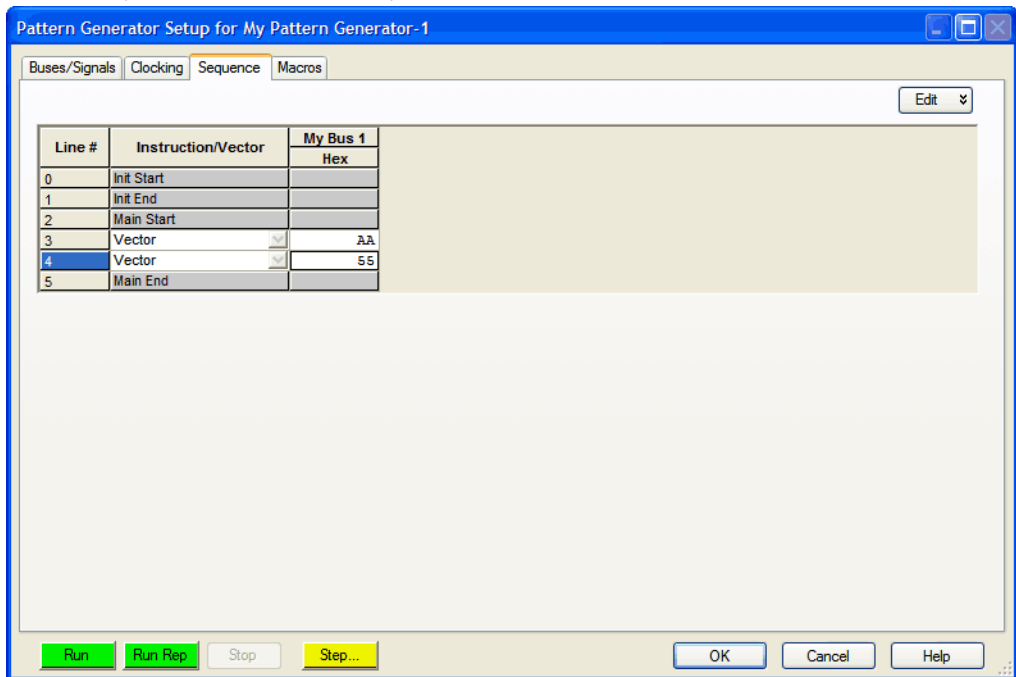 Pattern Generator Setup for My Pattern Generator-1
Buses/Signals Clocking Sequence Macros
Edit
Line # Instruction/Vector My Bus 1
Hex
0 Init Start
1 Init End
2 Main Start
3 Vector AA
4 Vector 55
5 Main End
Run Run Rep Stop Step... OK Cancel Help